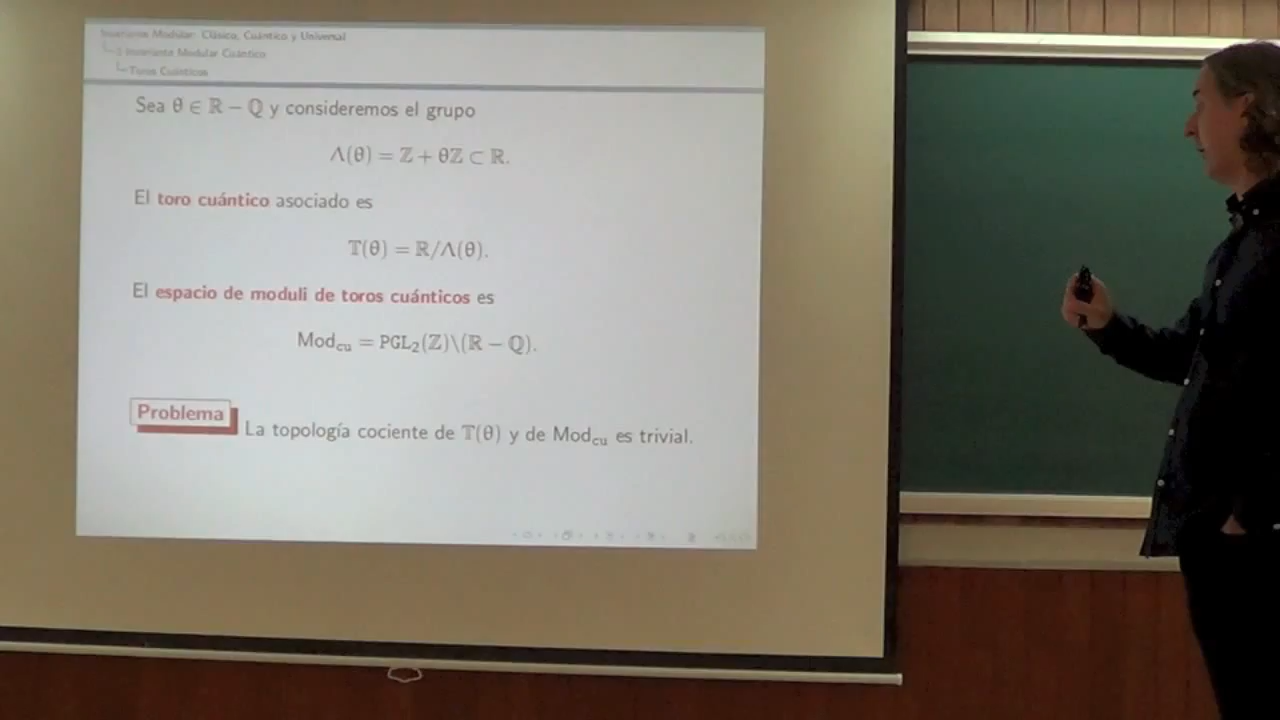 Invariante Modular: Clásico, Cuántico y Universal
Invariante Modular Cuántico
Toros Cuánticos
Sea θ ∈ ℝ − ℚ y consideremos el grupo
Λ(θ) = ℤ + θℤ ⊂ ℝ.
El toro cuántico asociado es
𝕋(θ) = ℝ/Λ(θ).
El espacio de moduli de toros cuánticos es
Mod_cu = PGL₂(ℤ)\(ℝ − ℚ).
Problema
La topología cociente de 𝕋(θ) y de Mod_cu es trivial.